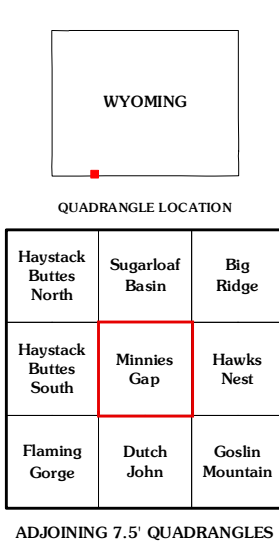 WYOMING
QUADRANGLE LOCATION
Haystack
Buttes
North
Sugarloaf
Basin
Big
Ridge
Haystack
Buttes
South
Minnies
Gap
Hawks
Nest
Flaming
Gorge
Dutch
John
Goslin
Mountain
ADJOINING 7.5' QUADRANGLES